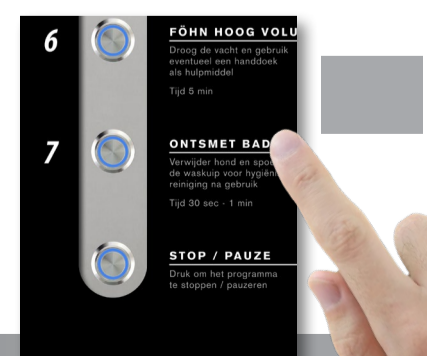 6
FÖHN HOOG VOLU
Droog de vacht en gebruik
eventueel een handdoek
als hulpmiddel
Tijd 5 min
7
ONTSMET BAD
Verwijder hond en spoe
de waskuip voor hygiën
reiniging na gebruik
Tijd 30 sec - 1 min
STOP / PAUZE
Druk om het programma
te stoppen / pauzeren